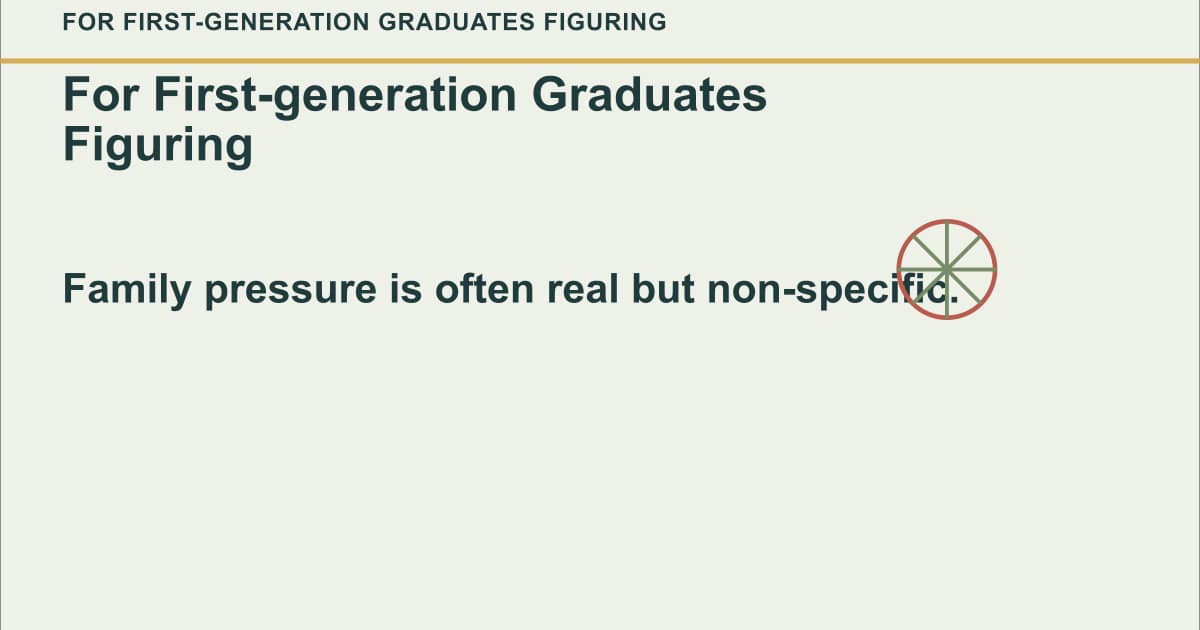 FOR FIRST-GENERATION GRADUATES FIGURING
For First-generation Graduates
Figuring
Family pressure is often real but non-specific.